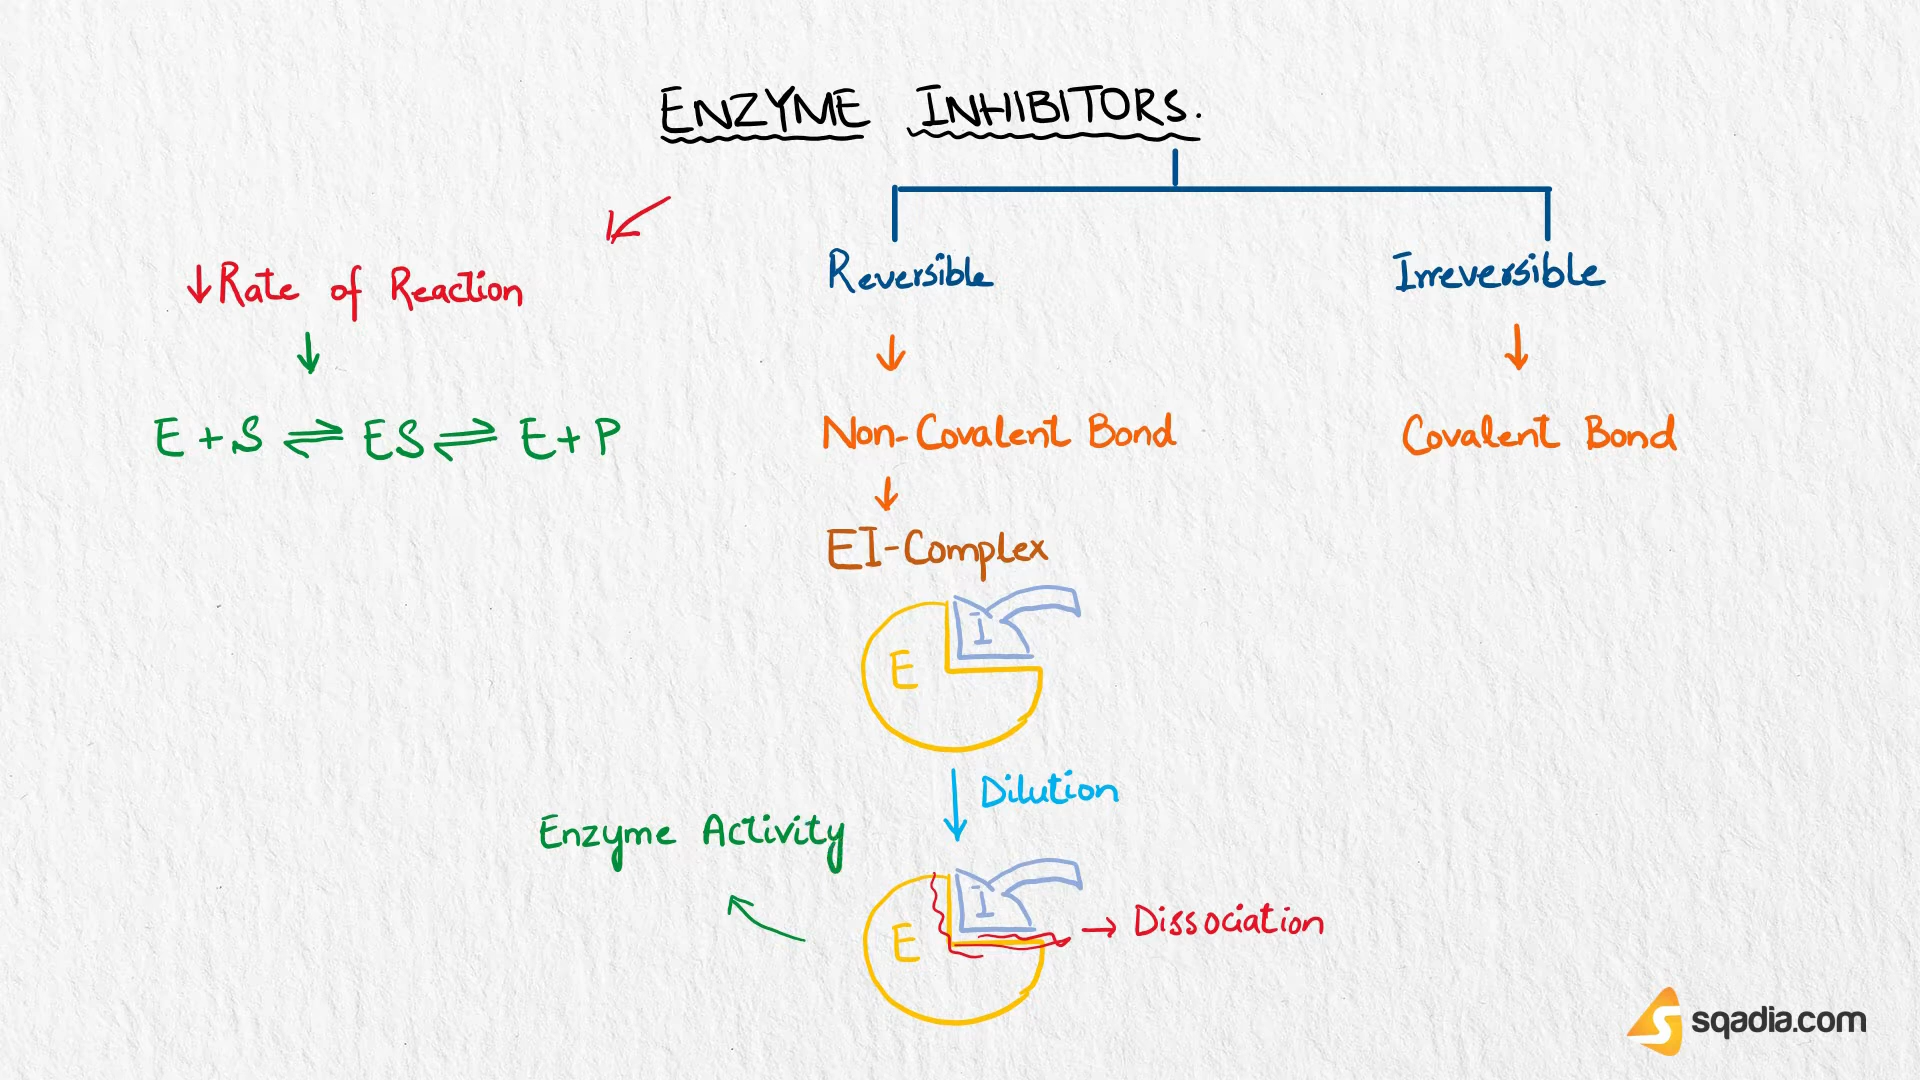 ENZYME INHIBITORS.
↓Rate of Reaction
E + S ⇌ ES ⇌ E + P
Reversible
Non-Covalent Bond
EI-Complex
I
E
Dilution
Enzyme Activity
I
E
Dissociation
Irreversible
Covalent Bond
sqadia.com